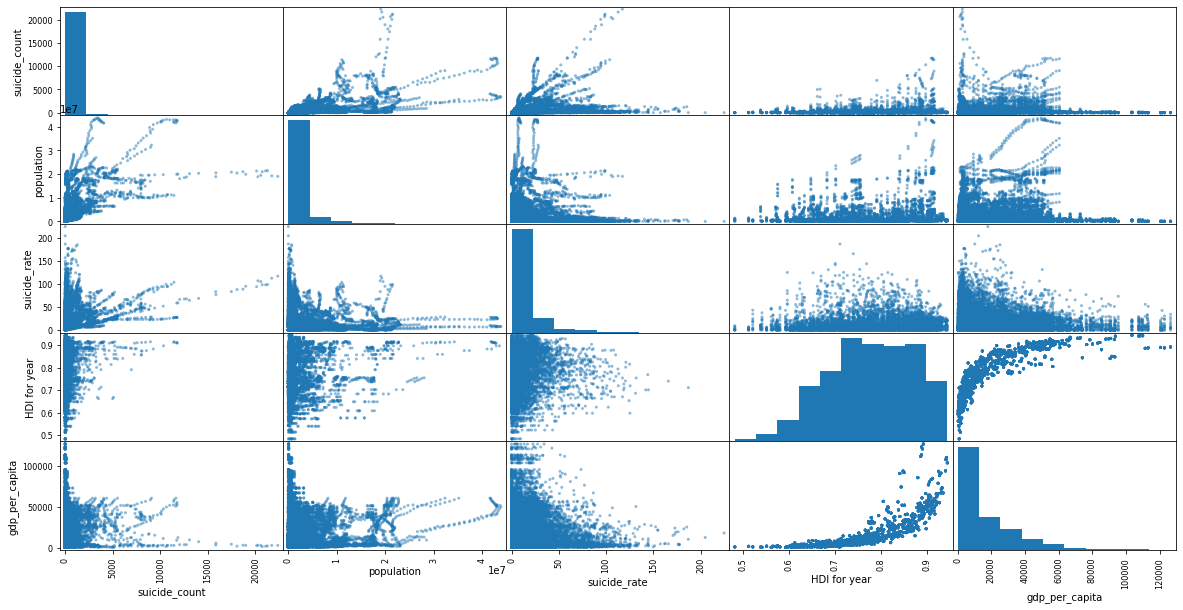 20000
15000
10000
5000
0
suicide_count
1e7
4
3
2
1
0
population
200
150
100
50
0
suicide_rate
0.9
0.8
0.7
0.6
0.5
HDI for year
100000
50000
0
gdp_per_capita
0 5000 10000 15000 20000
suicide_count
0 1 2 3 4
1e7
population
0 50 100 150 200
suicide_rate
0.5 0.6 0.7 0.8 0.9
HDI for year
0 20000 40000 60000 80000 100000 120000
gdp_per_capita